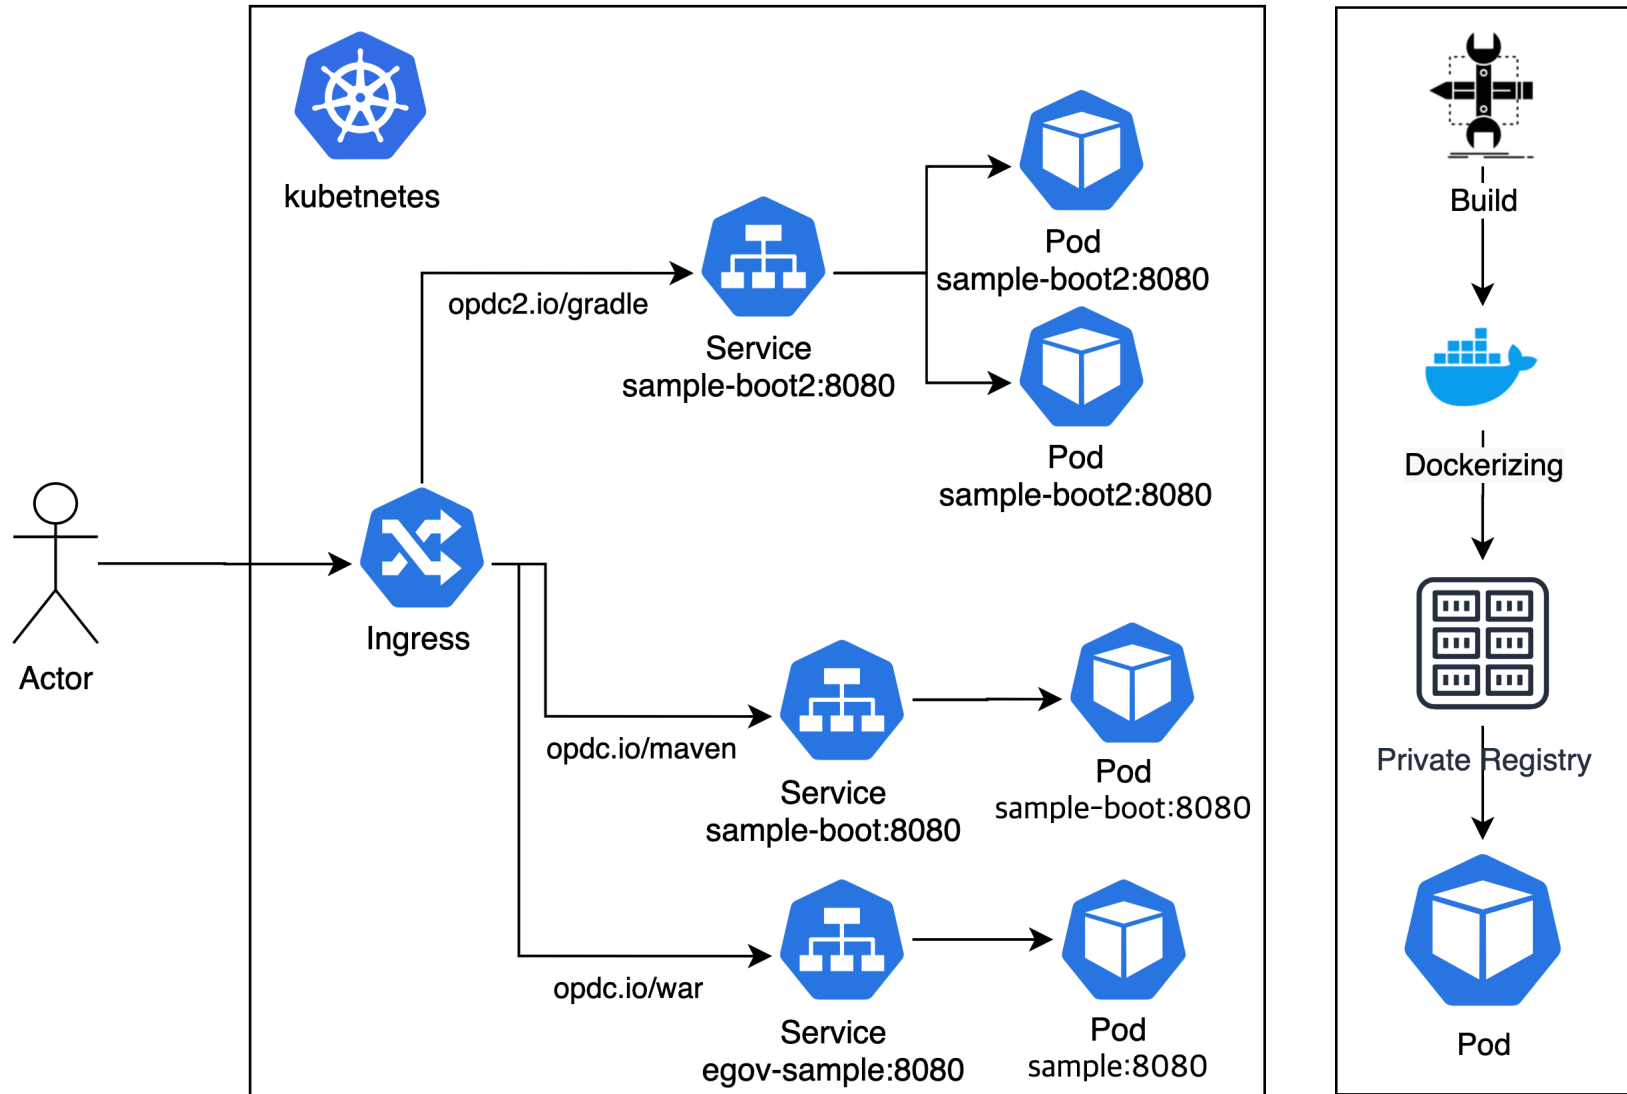 kubetnetes
opdc2.io/gradle
Service
sample-boot2:8080
Pod
sample-boot2:8080
Pod
sample-boot2:8080
Actor
Ingress
opdc.io/maven
Service
sample-boot:8080
Pod
sample-boot:8080
opdc.io/war
Service
egov-sample:8080
Pod
sample:8080
Build
Dockerizing
Private Registry
Pod